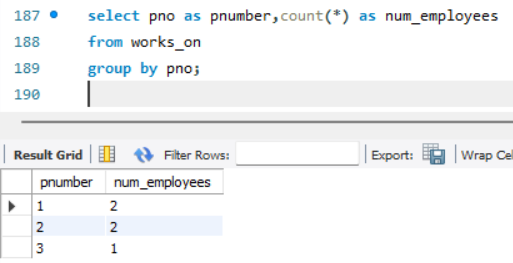 187 select pno as pnumber,count(*) as num_employees
188 from works_on
189 group by pno;
190
Result Grid Filter Rows: Export: Wrap Cel
pnumber num_employees
1 2
2 2
3 1